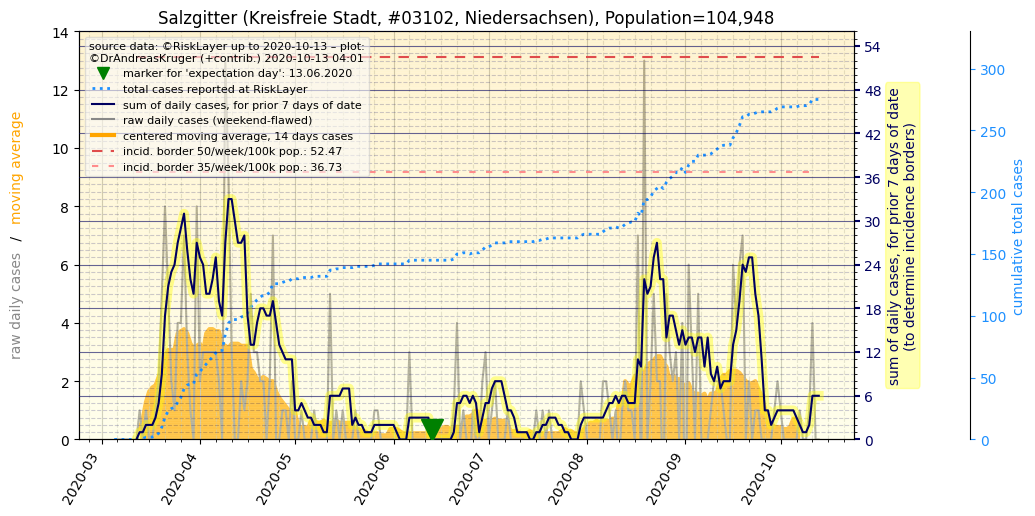 Salzgitter (Kreisfreie Stadt, #03102, Niedersachsen), Population=104,948
source data: ©RiskLayer up to 2020-10-13 – plot:
©DrAndreasKruger (+contrib.) 2020-10-13 04:01
marker for 'expectation day': 13.06.2020
total cases reported at RiskLayer
sum of daily cases, for prior 7 days of date
raw daily cases (weekend-flawed)
centered moving average, 14 days cases
incid. border 50/week/100k pop.: 52.47
incid. border 35/week/100k pop.: 36.73
raw daily cases / moving average
14
12
10
8
6
4
2
0
54
48
42
36
30
24
18
12
6
0
sum of daily cases, for prior 7 days of date
(to determine incidence borders)
300
250
200
150
100
50
0
cumulative total cases
2020-03
2020-04
2020-05
2020-06
2020-07
2020-08
2020-09
2020-10